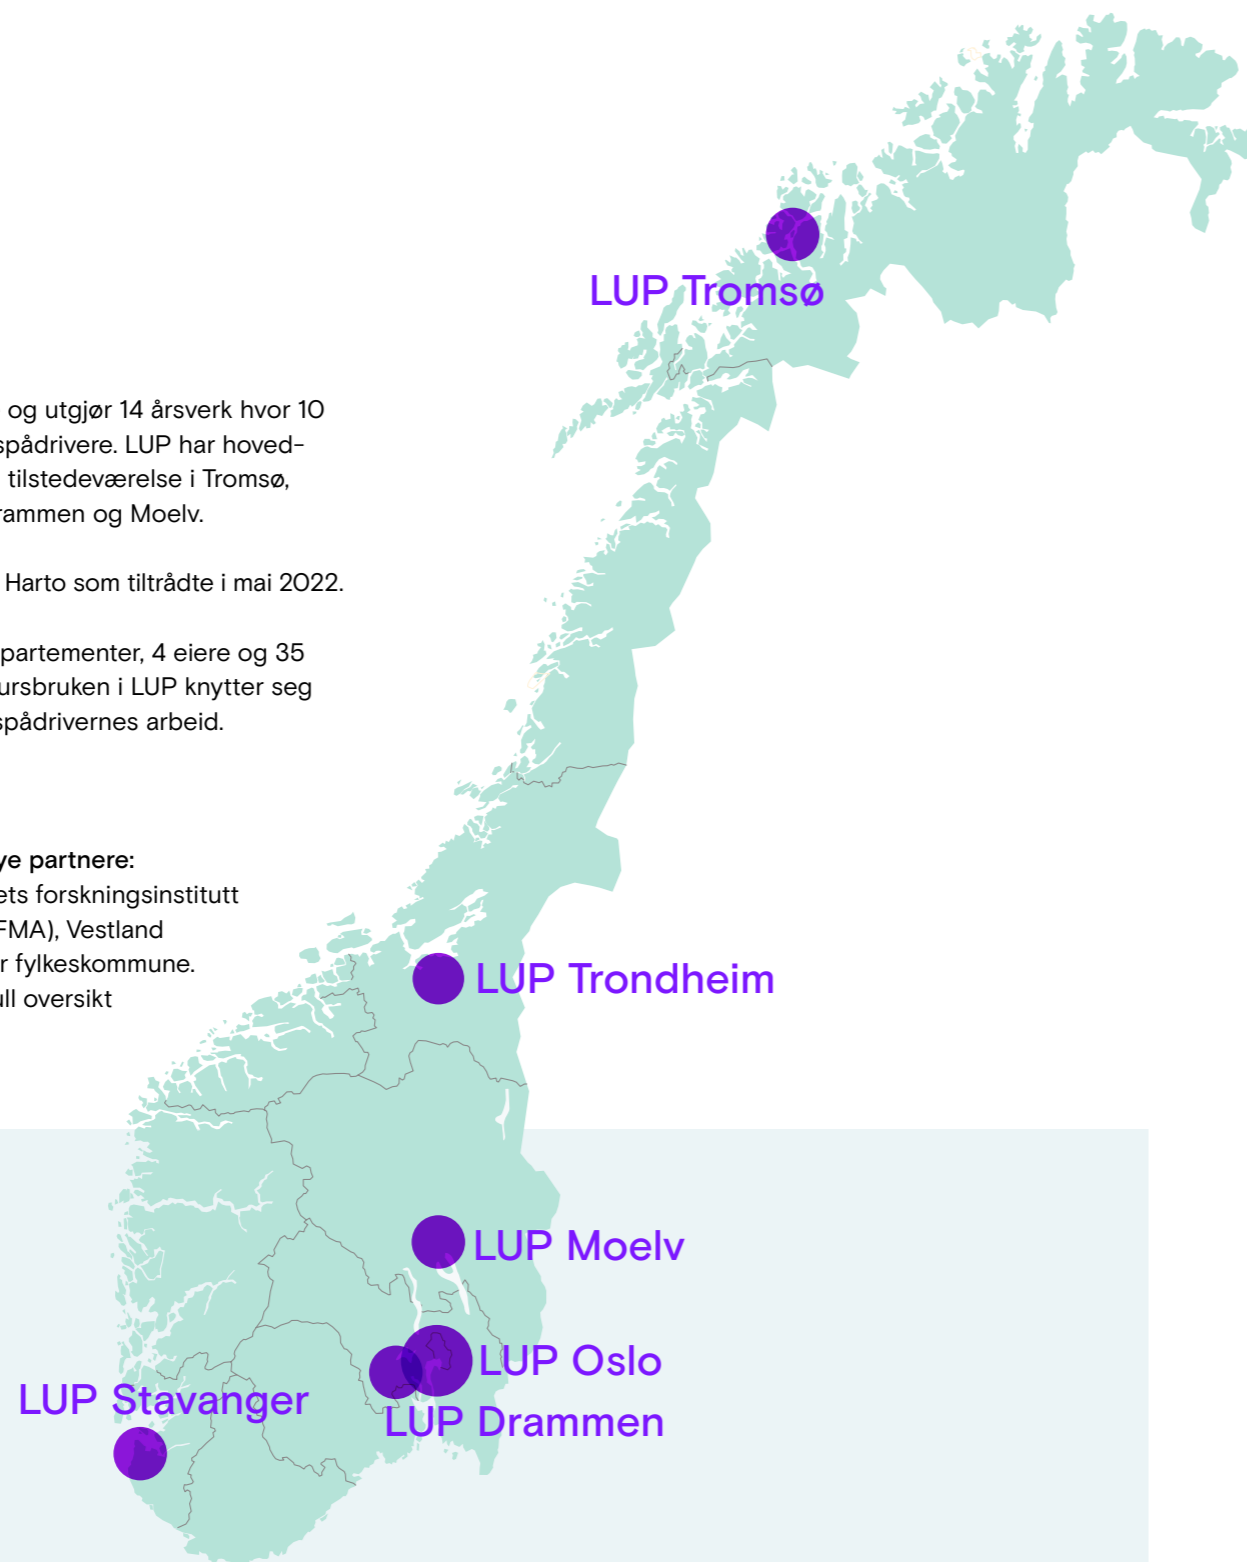 LUP Tromsø
og utgjør 14 årsverk hvor 10
spådrivere. LUP har hoved-
tilstedeværelse i Tromsø,
rammen og Moelv.
Harto som tiltrådte i mai 2022.
partementer, 4 eiere og 35
ursbruken i LUP knytter seg
spådrivernes arbeid.
ye partnere:
ets forskningsinstitutt
FMA), Vestland
r fylkeskommune.
ull oversikt
LUP Trondheim
LUP Moelv
LUP Oslo
LUP Stavanger
LUP Drammen